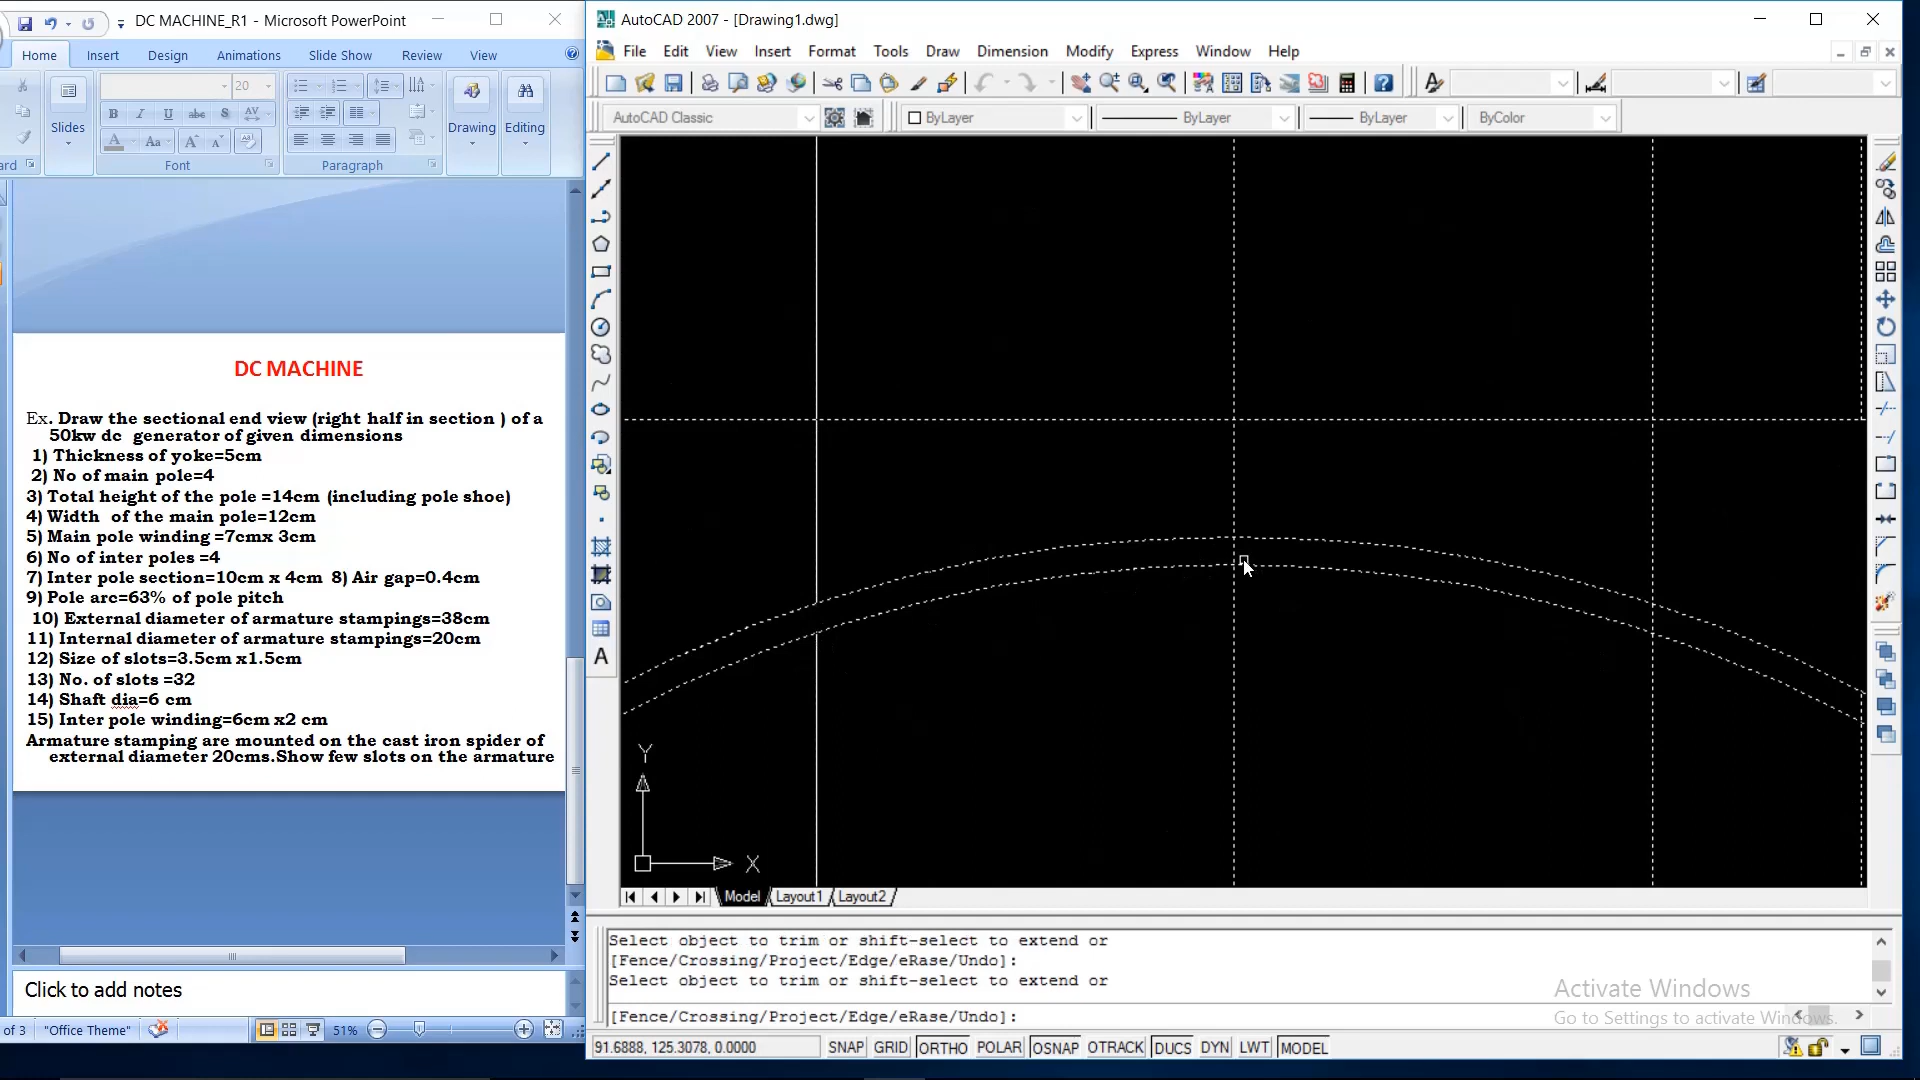 DC MACHINE_R1 - Microsoft PowerPoint
Home Insert Design Animations Slide Show Review View
20
Slides
Drawing
Editing
ard
Font
Paragraph
DC MACHINE
Ex. Draw the sectional end view (right half in section ) of a
50kw dc generator of given dimensions
1) Thickness of yoke=5cm
2) No of main pole=4
3) Total height of the pole =14cm (including pole shoe)
4) Width of the main pole=12cm
5) Main pole winding =7cmx 3cm
6) No of inter poles =4
7) Inter pole section=10cm x 4cm 8) Air gap=0.4cm
9) Pole arc=63% of pole pitch
10) External diameter of armature stampings=38cm
11) Internal diameter of armature stampings=20cm
12) Size of slots=3.5cm x1.5cm
13) No. of slots =32
14) Shaft dia=6 cm
15) Inter pole winding=6cm x2 cm
Armature stamping are mounted on the cast iron spider of
external diameter 20cms.Show few slots on the armature
Click to add notes
of 3 "Office Theme" 51%
AutoCAD 2007 - [Drawing1.dwg]
File Edit View Insert Format Tools Draw Dimension Modify Express Window Help
AutoCAD Classic
ByLayer
ByLayer
ByLayer
ByColor
Y
X
Model Layout1 Layout2
Select object to trim or shift-select to extend or
[Fence/Crossing/Project/Edge/eRase/Undo]:
Select object to trim or shift-select to extend or
[Fence/Crossing/Project/Edge/eRase/Undo]:
Activate Windows
Go to Settings to activate Windows.
91.6888, 125.3078, 0.0000
SNAP GRID ORTHO POLAR OSNAP OTRACK DUCS DYN LWT MODEL